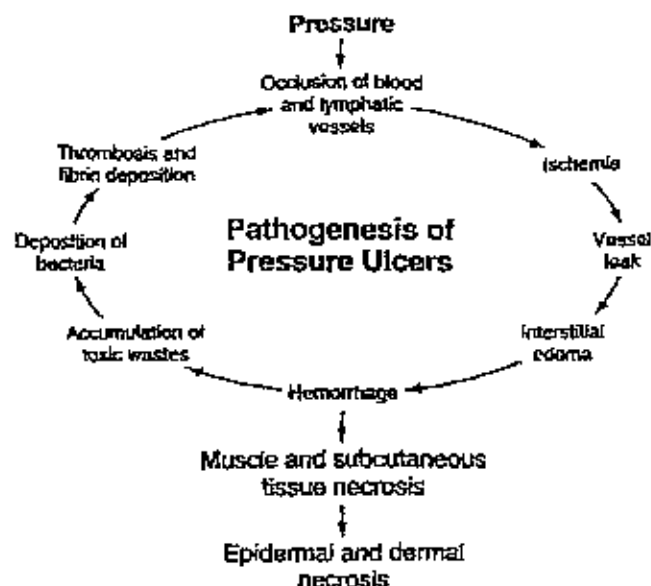 Pressure
Occlusion of blood
and lymphatic
vessels
Thrombosis and
fibrin deposition
Ischemia
Pathogenesis of
Pressure Ulcers
Deposition of
bacteria
Vessel
leak
Accumulation of
toxic wastes
Interstitial
edema
Hemorrhage
Muscle and subcutaneous
tissue necrosis
Epidermal and dermal
necrosis